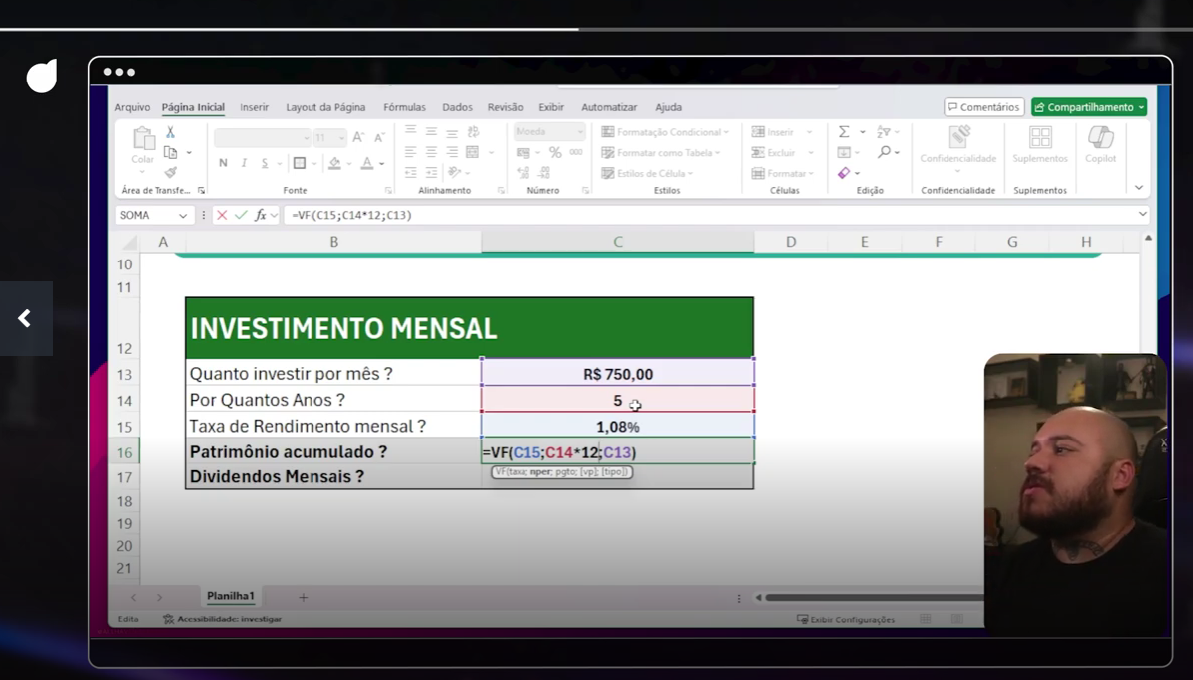 Arquivo Página Inicial Inserir Layout da Página Fórmulas Dados Revisão Exibir Automatizar Ajuda Comentários Compartilhamento
11 A A Moeda Formatação Condicional Inserir
Colar N I S A % 000 Formatar como Tabela Excluir Confidencialidade Suplementos Copilot
Estilos de Célula Formatar
Área de Transfe... Fonte Alinhamento Número Estilos Células Edição Confidencialidade Suplementos
SOMA fx =VF(C15;C14*12;C13)
A B C D E F G H
10
11
12 INVESTIMENTO MENSAL
13 Quanto investir por mês ? R$ 750,00
14 Por Quantos Anos ? 5
15 Taxa de Rendimento mensal ? 1,08%
16 Patrimônio acumulado ? =VF(C15;C14*12;C13)
VF(taxa; nper; pgto; [vp]; [tipo])
17 Dividendos Mensais ?
18
19
20
21
Planilha1 +
Edita Acessibilidade: investigar Exibir Configurações